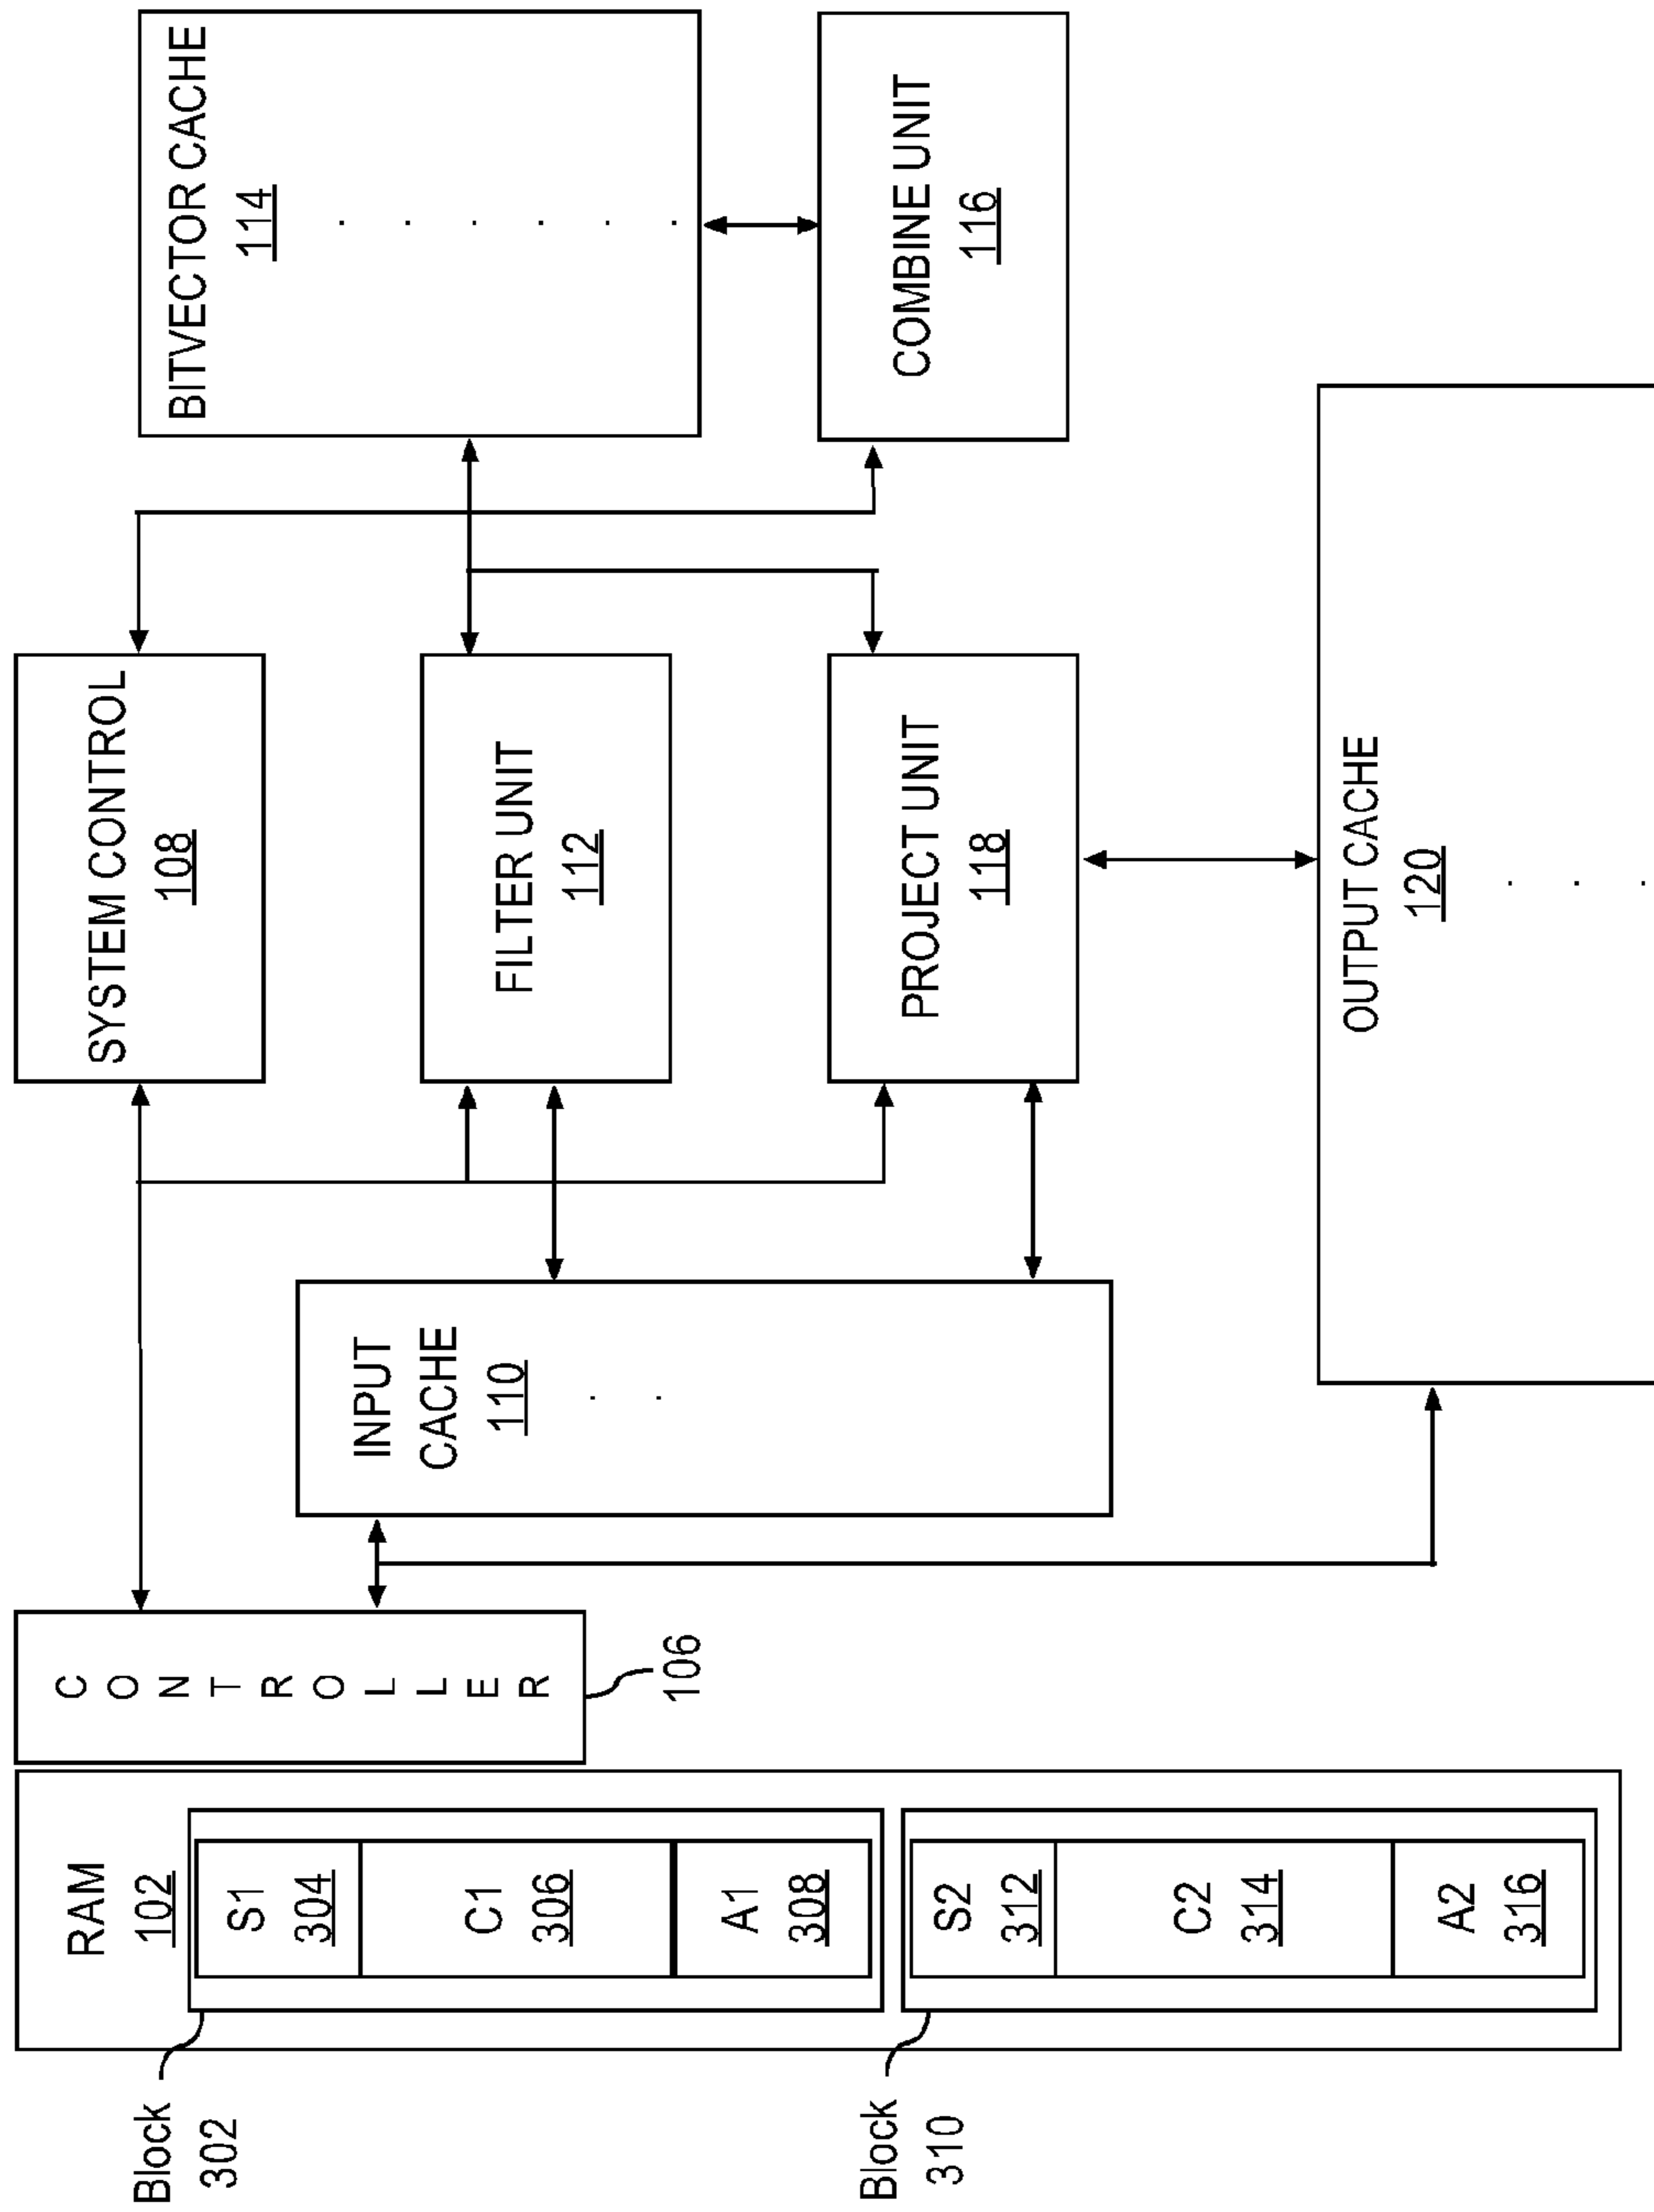 Block
302
Block
310
RAM
102
S1
304
C1
306
A1
308
S2
312
C2
314
A2
316
CONTROLLER
106
INPUT
CACHE
110
SYSTEM CONTROL
108
FILTER UNIT
112
PROJECT UNIT
118
BITVECTOR CACHE
114
COMBINE UNIT
116
OUTPUT CACHE
120